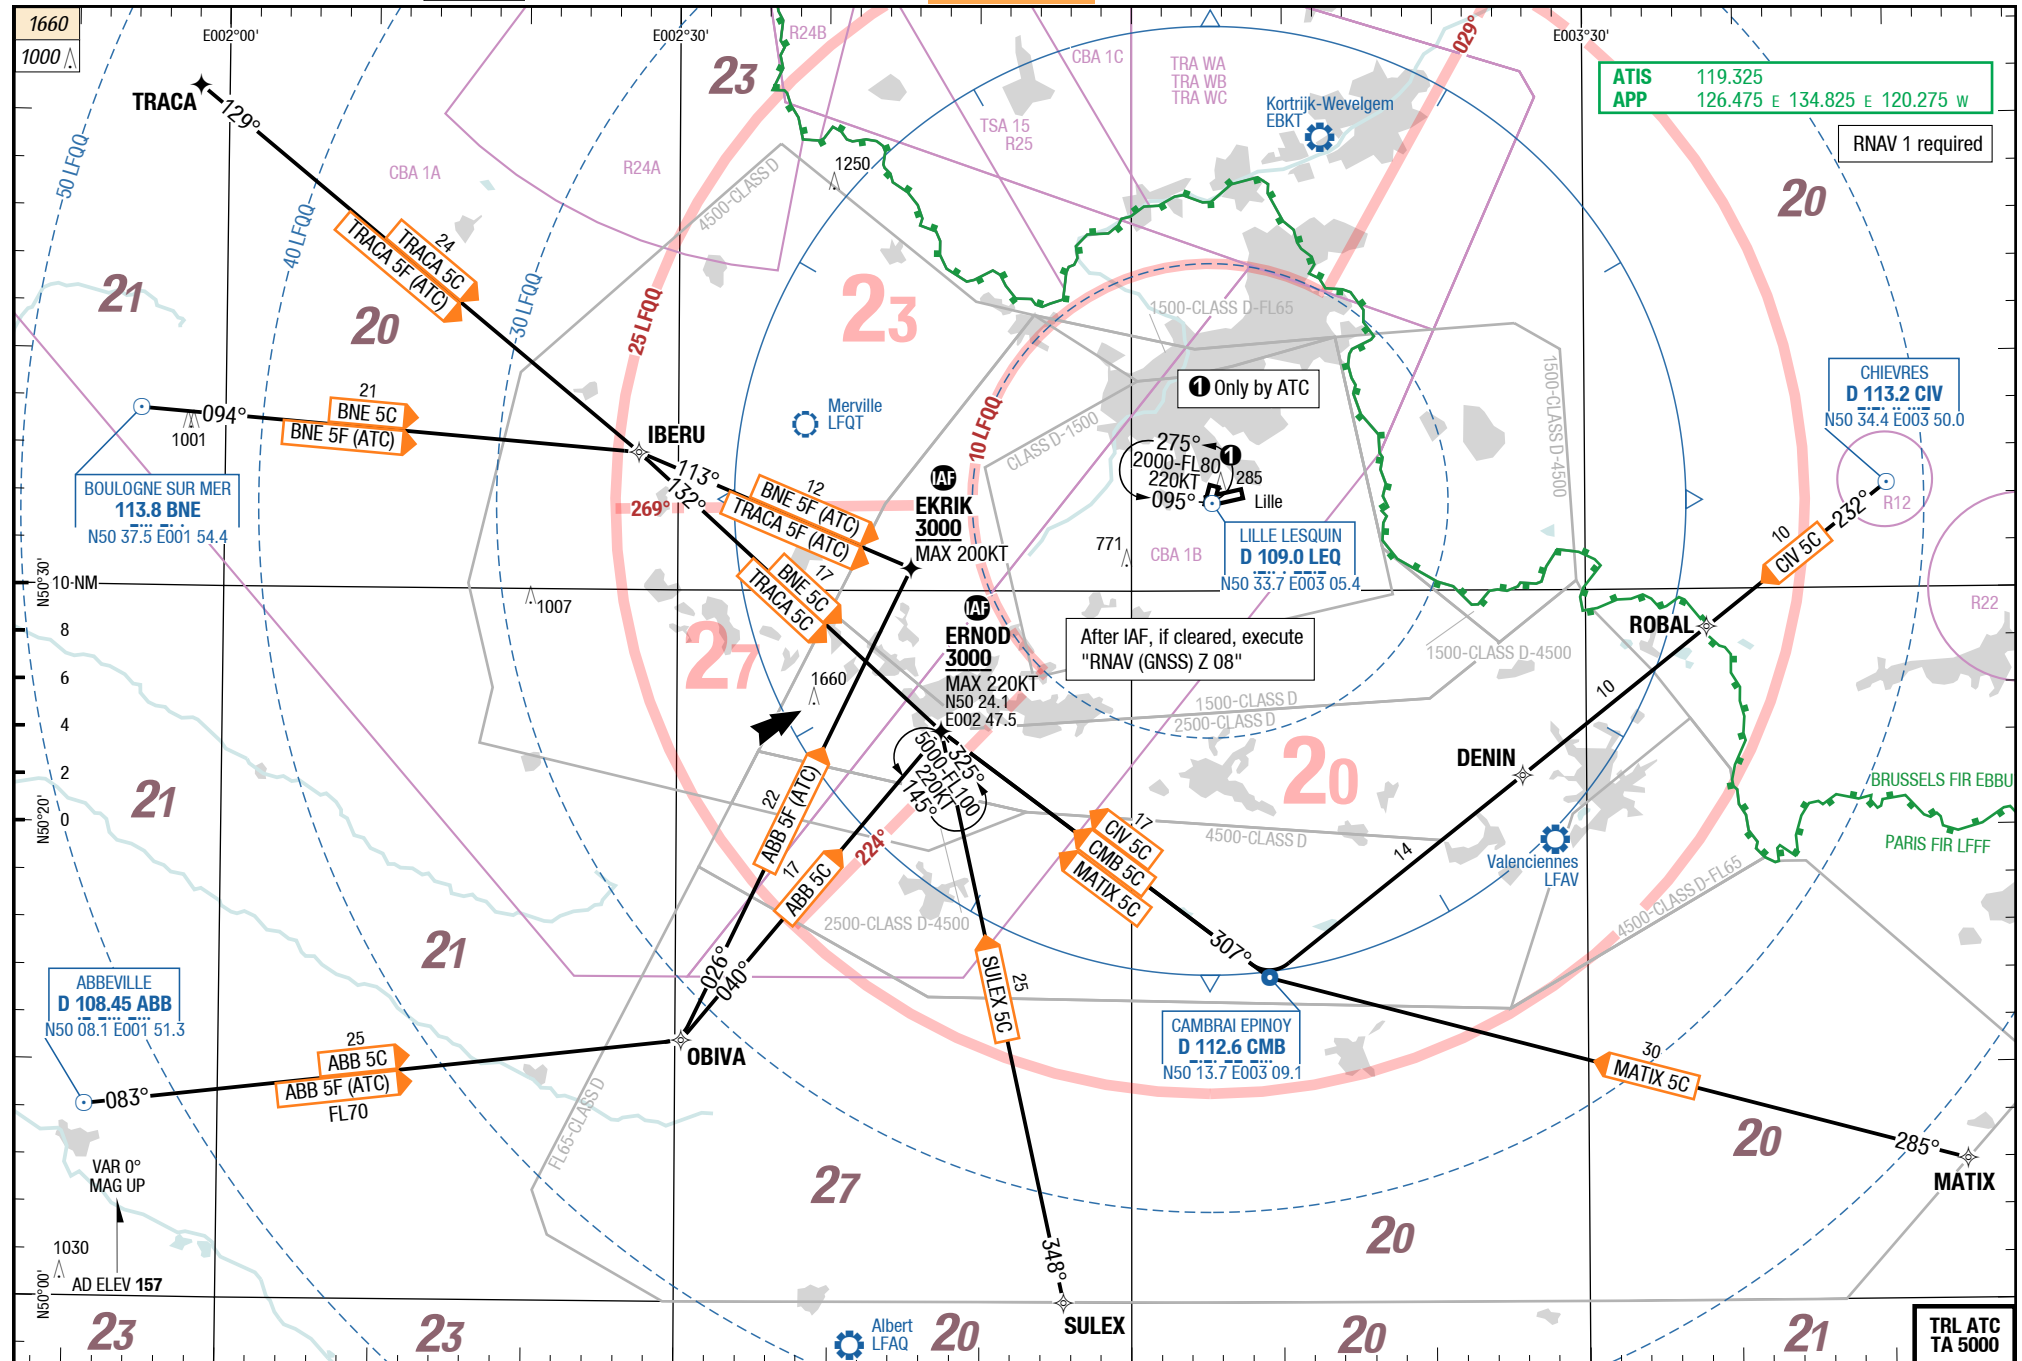 1660
1000
E002°00'
E002°30'
E003°30'
TRACA
129°
50 LFQQ
40 LFQQ
30 LFQQ
25 LFQQ
10 LFQQ
23
R24B
CBA 1C
TRA WA
TRA WB
TRA WC
029°
Kortrijk-Wevelgem
EBKT
ATIS 119.325
APP 126.475 E 134.825 E 120.275 W
RNAV 1 required
TSA 15
R25
CBA 1A
R24A
4500-CLASS D
1250
20
24
TRACA 5C
TRACA 5F (ATC)
21
20
23
1500-CLASS D-FL65
1500-CLASS D-4500
1 Only by ATC
CHIEVRES
D 113.2 CIV
N50 34.4 E003 50.0
R12
232°
21
BNE 5C
BNE 5F (ATC)
094°
1001
IBERU
Merville
LFQT
CLASS D-1500
275°
2000-FL80
220KT
095°
1
285
Lille
BOULOGNE SUR MER
113.8 BNE
N50 37.5 E001 54.4
113°
132°
269°
12
BNE 5F (ATC)
TRACA 5F (ATC)
IAF
EKRIK
3000
MAX 200KT
LILLE LESQUIN
D 109.0 LEQ
N50 33.7 E003 05.4
771
CBA 1B
10
CIV 5C
N50°30'
10-NM
8
6
4
2
0
1007
17
BNE 5C
TRACA 5C
IAF
ERNOD
3000
MAX 220KT
N50 24.1
E002 47.5
After IAF, if cleared, execute
"RNAV (GNSS) Z 08"
ROBAL
R22
1500-CLASS D-4500
27
1660
1500-CLASS D
2500-CLASS D
10
20
DENIN
325°
5000-FL100
220KT
145°
BRUSSELS FIR EBBU
PARIS FIR LFFF
21
N50°20'
22
ABB 5F (ATC)
17
ABB 5C
224°
17
CIV 5C
CMB 5C
MATIX 5C
4500-CLASS D
14
Valenciennes
LFAV
4500-CLASS D-FL65
2500-CLASS D-4500
21
307°
026°
040°
25
SULEX 5C
ABBEVILLE
D 108.45 ABB
N50 08.1 E001 51.3
25
ABB 5C
ABB 5F (ATC)
FL70
083°
OBIVA
CAMBRAI EPINOY
D 112.6 CMB
N50 13.7 E003 09.1
30
MATIX 5C
FL65-CLASS D
20
285°
MATIX
VAR 0°
MAG UP
27
20
348°
1030
AD ELEV 157
N50°00'
23
23
Albert
LFAQ
20
SULEX
20
21
TRL ATC
TA 5000